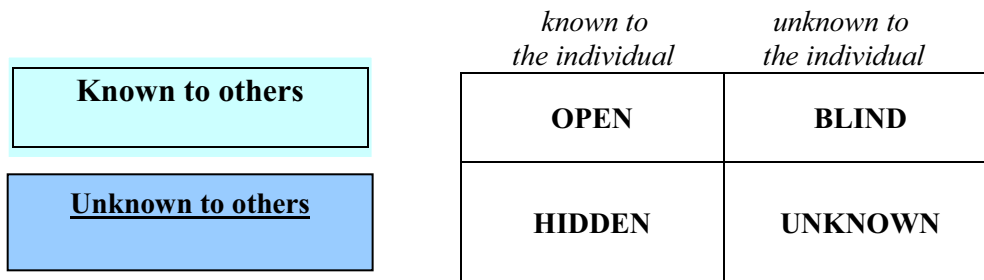 known to
the individual
unknown to
the individual
Known to others
OPEN
BLIND
Unknown to others
HIDDEN
UNKNOWN